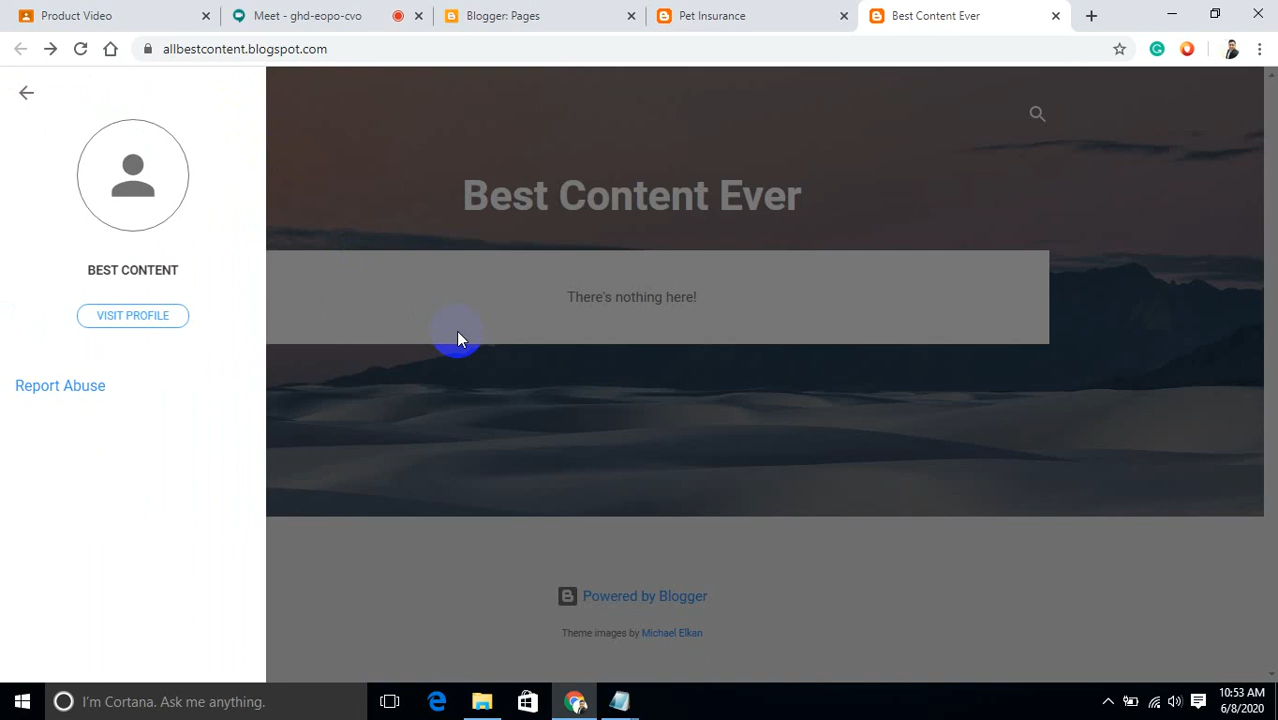 Product Video
Meet - ghd-eopo-cvo
Blogger: Pages
Pet Insurance
Best Content Ever
allbestcontent.blogspot.com
BEST CONTENT
VISIT PROFILE
Report Abuse
Best Content Ever
There's nothing here!
Powered by Blogger
Theme images by Michael Elkan
I'm Cortana. Ask me anything.
10:53 AM
6/8/2020